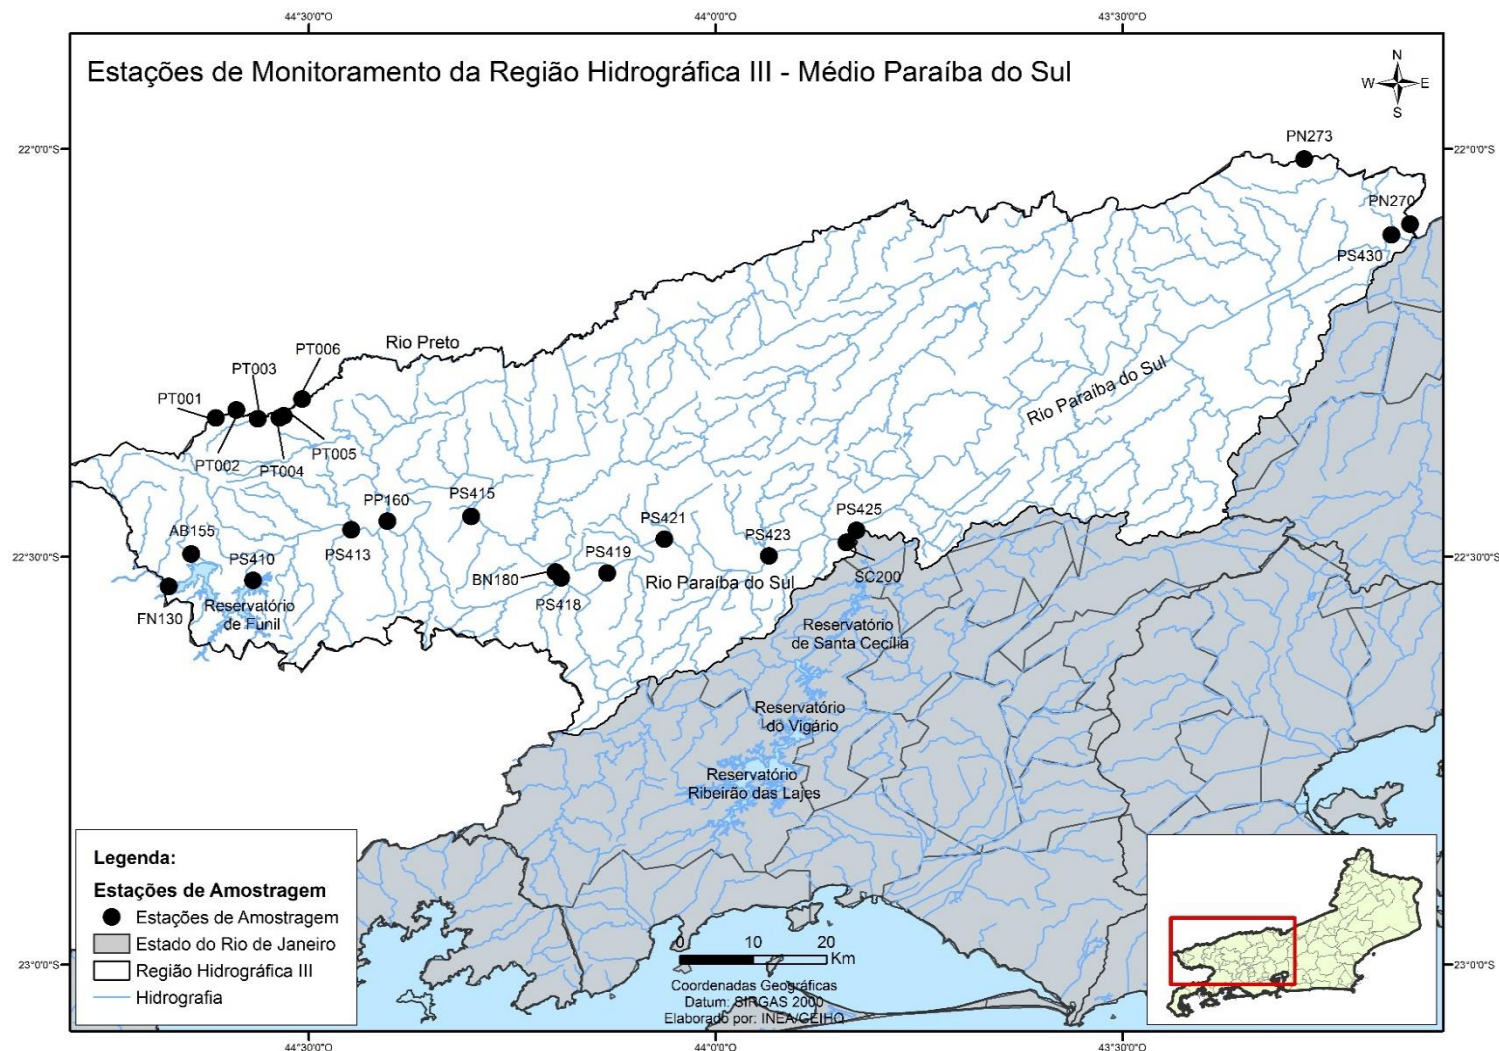 44°30'0"O
44°0'0"O
43°30'0"O
Estações de Monitoramento da Região Hidrográfica III - Médio Paraíba do Sul
N
W
E
S
22°0'0"S
22°0'0"S
PN273
PN270
PS430
Rio Preto
PT006
PT003
PT001
PT002
PT004
PT005
Rio Paraíba do Sul
PP160
PS415
PS413
AB155
PS410
PS421
PS425
PS423
PS419
BN180
PS418
SC200
22°30'0"S
22°30'0"S
Rio Paraíba do Sul
FN130
Reservatório
de Funil
Reservatório
de Santa Cecília
Reservatório
do Vigário
Reservatório
Ribeirão das Lajes
Legenda:
Estações de Amostragem
Estações de Amostragem
Estado do Rio de Janeiro
Região Hidrográfica III
Hidrografia
0 10 20
Km
Coordenadas Geográficas
Datum: SIRGAS 2000
Elaborado por: INEA/GEIHQ
23°0'0"S
23°0'0"S
44°30'0"O
44°0'0"O
43°30'0"O